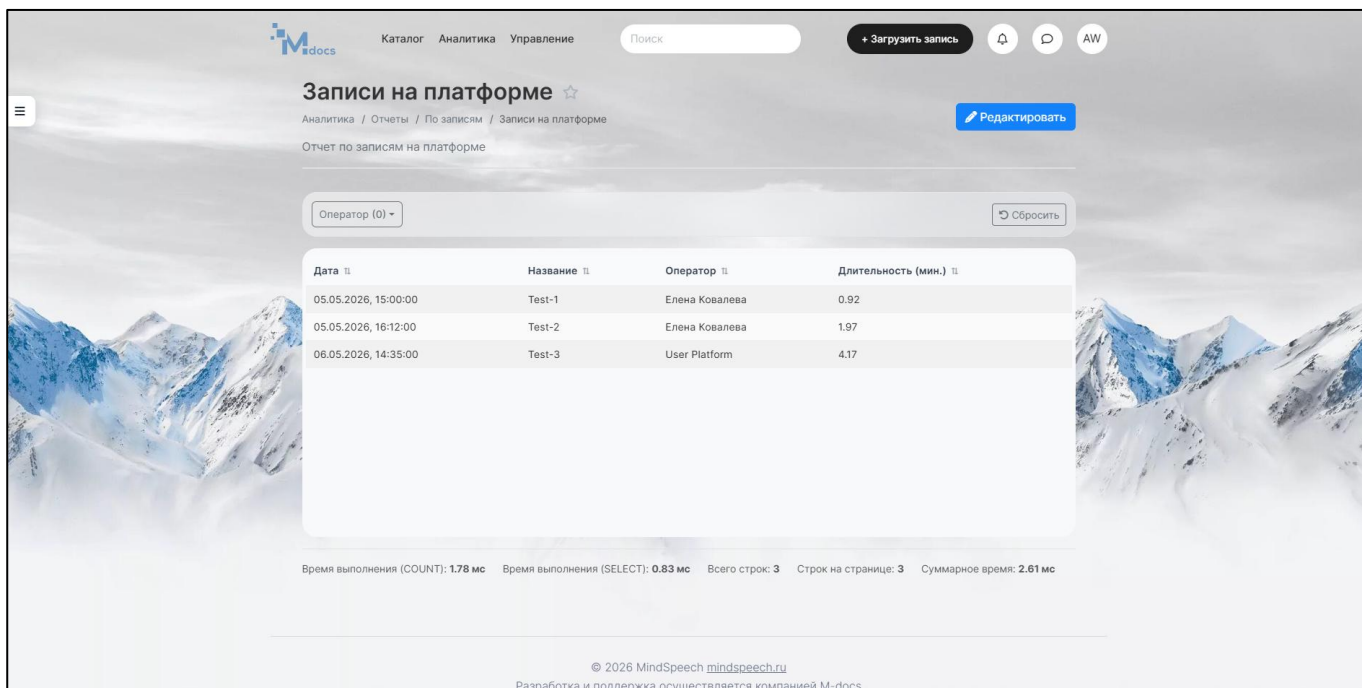 M docs
Каталог Аналитика Управление Поиск + Загрузить запись AW
Записи на платформе
Аналитика / Отчеты / По записям / Записи на платформе
Редактировать
Отчет по записям на платформе
Оператор (0) Сбросить
Дата Название Оператор Длительность (мин.)
05.05.2026, 15:00:00 Test-1 Елена Ковалева 0.92
05.05.2026, 16:12:00 Test-2 Елена Ковалева 1.97
06.05.2026, 14:35:00 Test-3 User Platform 4.17
Время выполнения (COUNT): 1.78 мс Время выполнения (SELECT): 0.83 мс Всего строк: 3 Строк на странице: 3 Суммарное время: 2.61 мс
© 2026 MindSpeech mindspeech.ru
Разработка и поддержка осуществляется компанией M-docs